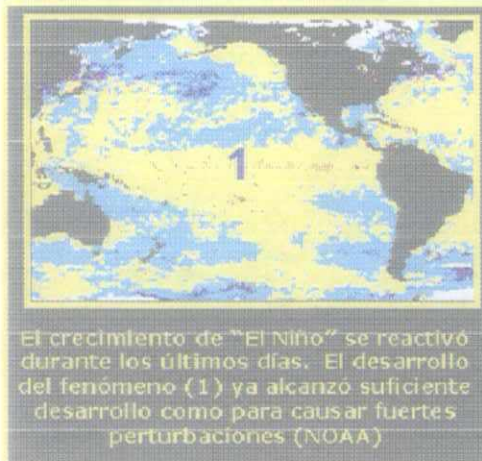 1
El crecimiento de "El Niño" se reactivó
durante los últimos días. El desarrollo
del fenómeno (1) ya alcanzó suficiente
desarrollo como para causar fuertes
perturbaciones (NOAA)